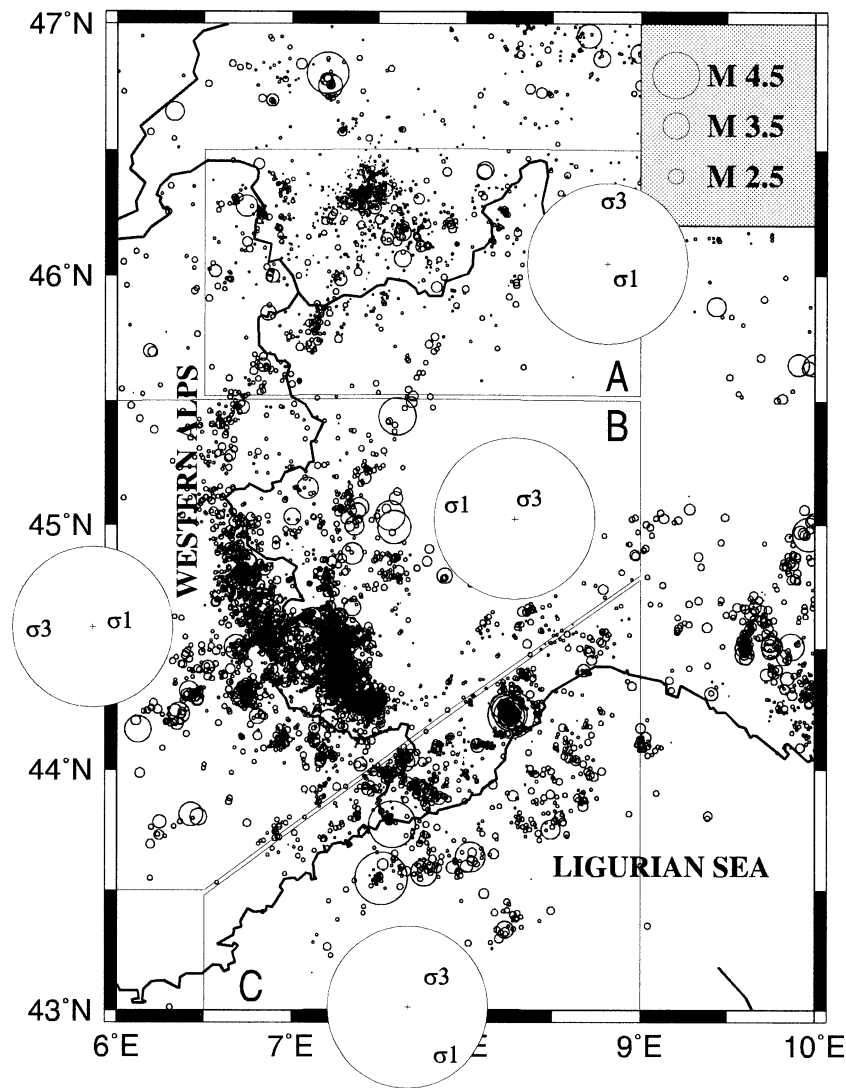 47°N
M 4.5
M 3.5
M 2.5
σ3
46°N
σ1
A
WESTERN ALPS
B
σ1 σ3
45°N
σ3 σ1
44°N
LIGURIAN SEA
σ3
C
43°N
σ1
6°E 7°E E 9°E 10°E